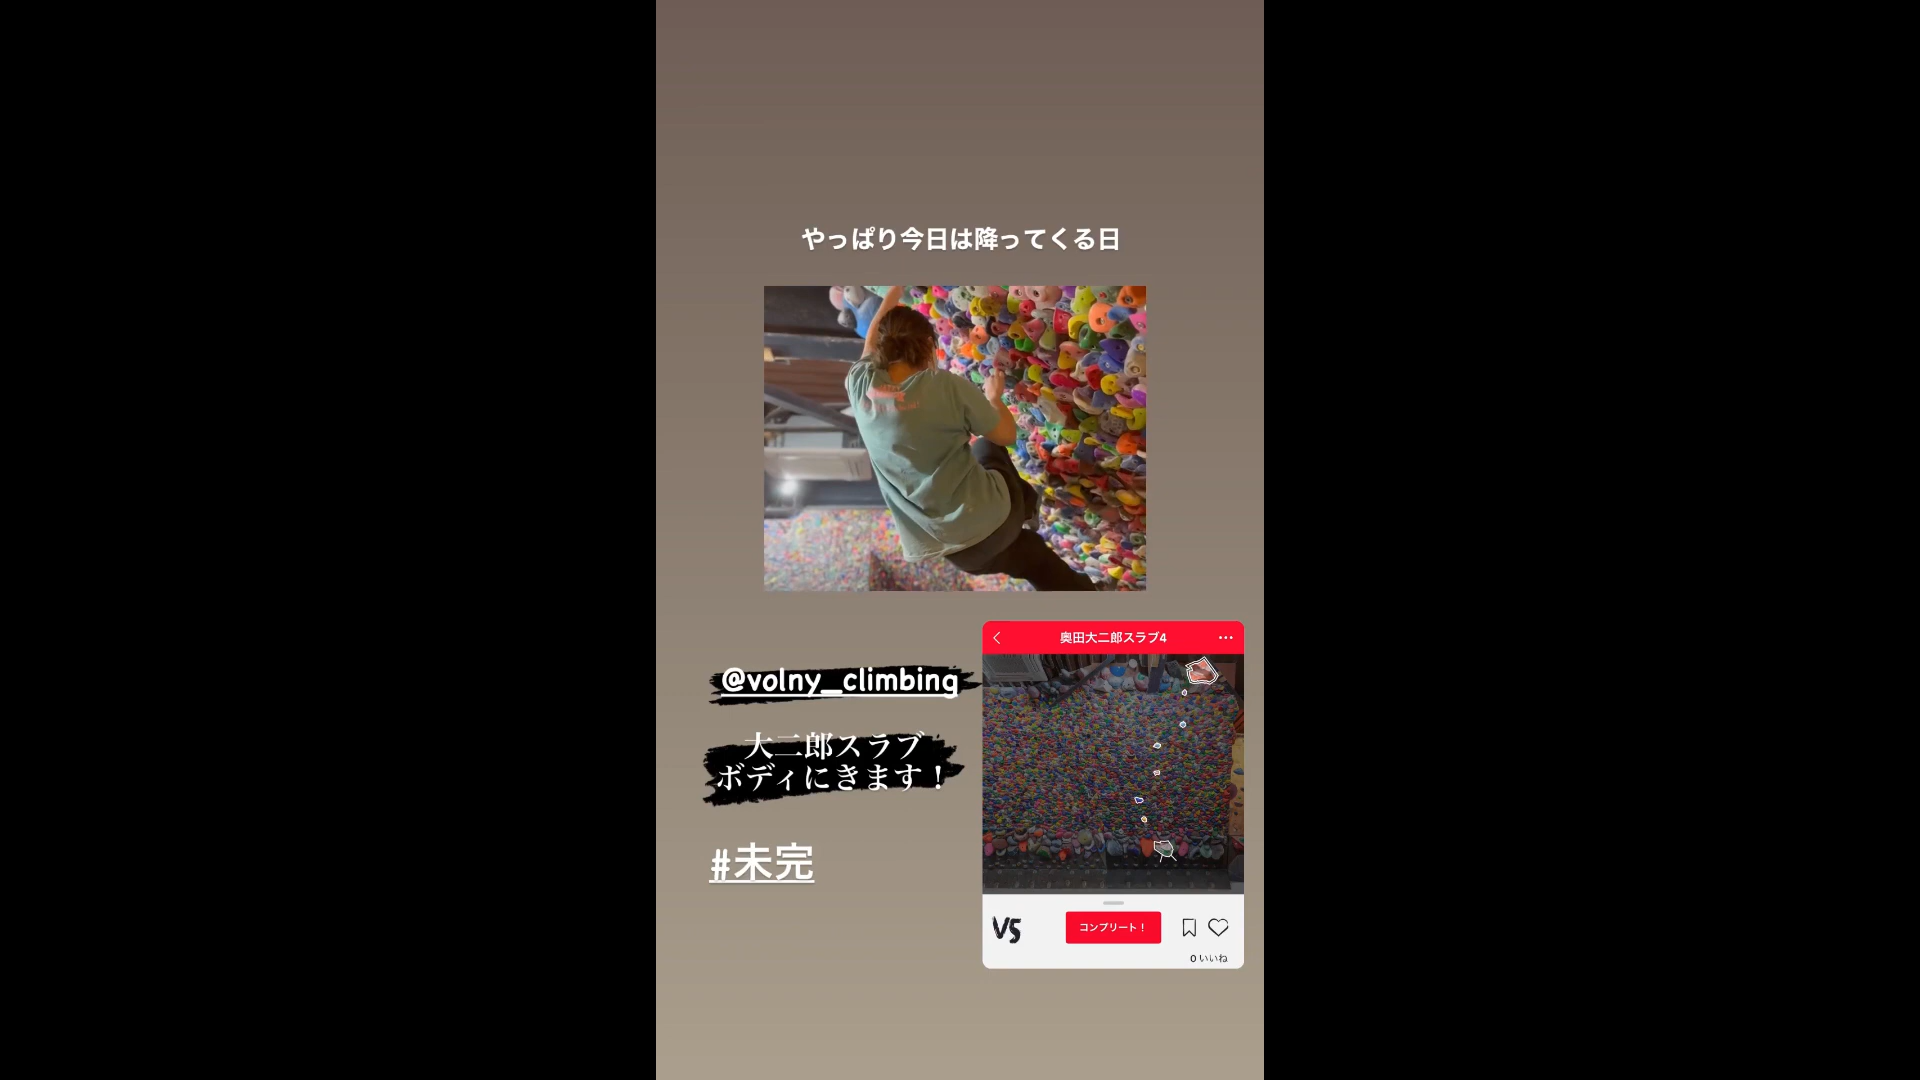 やっぱり今日は降ってくる日
奥田大二郎スラブ4
@volny_climbing
大二郎スラブ
ボディにきます！
#未完
V5
コンプリート！
0 いいね